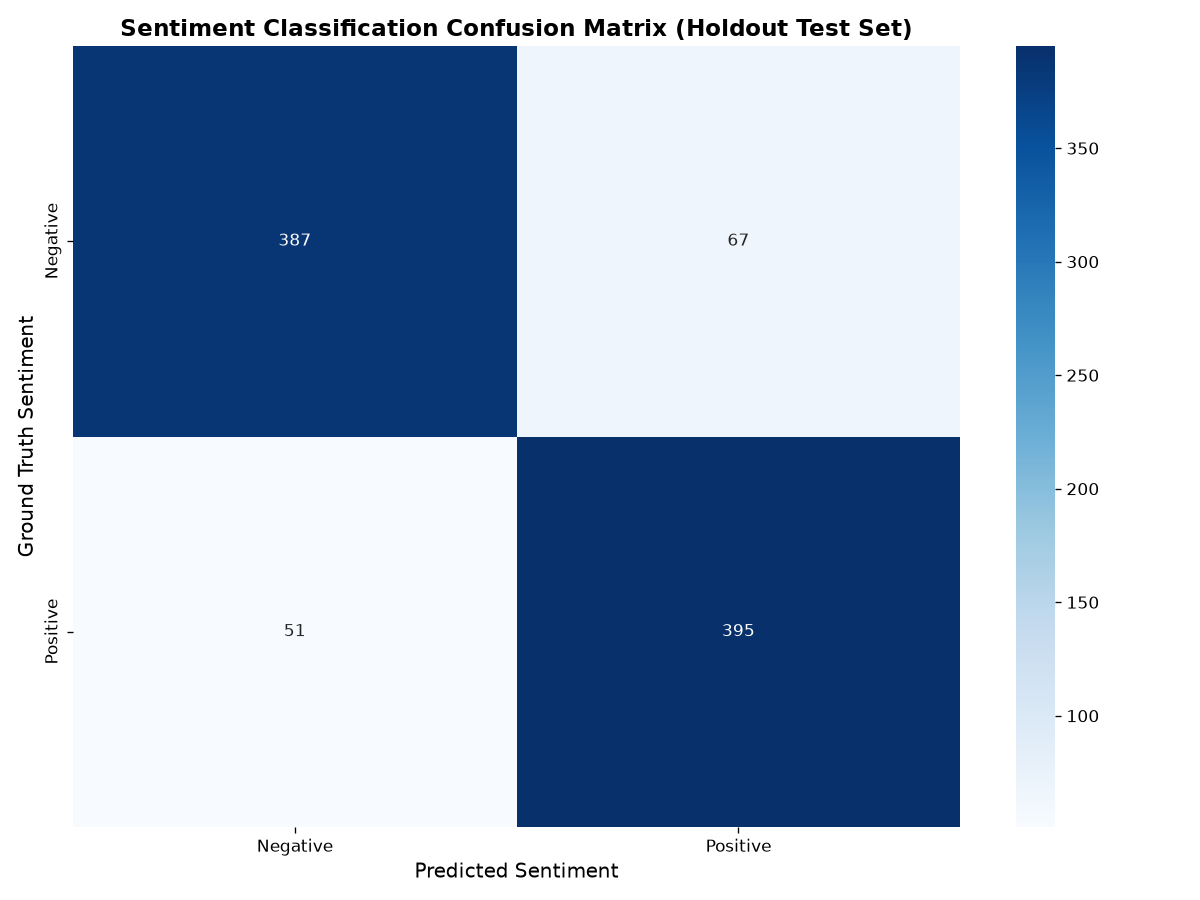 Sentiment Classification Confusion Matrix (Holdout Test Set)
Ground Truth Sentiment
Negative
Positive
387
67
51
395
Negative
Positive
Predicted Sentiment
350
300
250
200
150
100